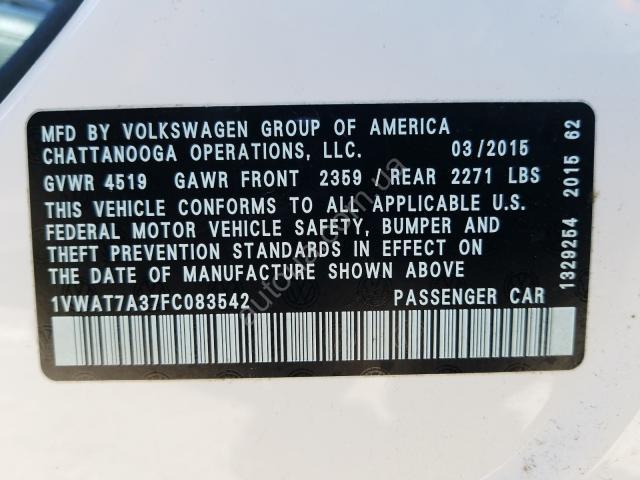 MFD BY VOLKSWAGEN GROUP OF AMERICA
CHATTANOOGA OPERATIONS, LLC. 03/2015
GVWR 4519 GAWR FRONT 2359 REAR 2271 LBS
THIS VEHICLE CONFORMS TO ALL APPLICABLE U.S.
FEDERAL MOTOR VEHICLE SAFETY, BUMPER AND
THEFT PREVENTION STANDARDS IN EFFECT ON
THE DATE OF MANUFACTURE SHOWN ABOVE
1VWAT7A37FC083542 PASSENGER CAR
1329254 2015 62